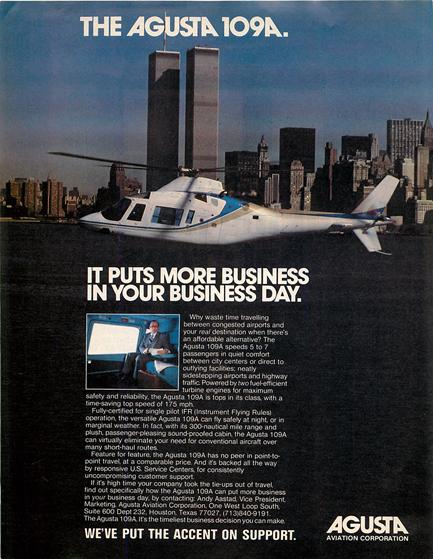 THE AGUSTA 109A.
IT PUTS MORE BUSINESS
IN YOUR BUSINESS DAY.
Why waste time travelling
between congested airports and
your real destination when there's
an affordable alternative? The
Agusta 109A speeds 5 to 7
passengers in quiet comfort
between city centers or direct to
outlying facilities; neatly
sidestepping airports and highway
traffic. Powered by two fuel-efficient
turbine engines for maximum
safety and reliability, the Agusta 109A is tops in its class, with a
time-saving top speed of 175 mph.
Fully-certified for single pilot IFR (Instrument Flying Rules)
operation, the versatile Agusta 109A can fly safely at night, or in
marginal weather. In fact, with its 300-nautical mile range and
plush, passenger-pleasing sound-proofed cabin, the Agusta 109A
can virtually eliminate your need for conventional aircraft over
many short-haul routes.
Feature for feature, the Agusta 109A has no peer in point-to-
point travel, at a comparable price. And it's backed all the way
by responsive U.S. Service Centers, for consistently
uncompromising customer support.
If it's high time your company took the tie-ups out of travel,
find out specifically how the Agusta 109A can put more business
in your business day, by contacting: Andy Aastad, Vice President,
Marketing, Agusta Aviation Corporation, One West Loop South,
Suite 600 Dept 232, Houston, Texas 77027, (713)840-9191.
The Agusta 109A. It's the timeliest business decision you can make.
WE'VE PUT THE ACCENT ON SUPPORT.
AGUSTA
AVIATION CORPORATION